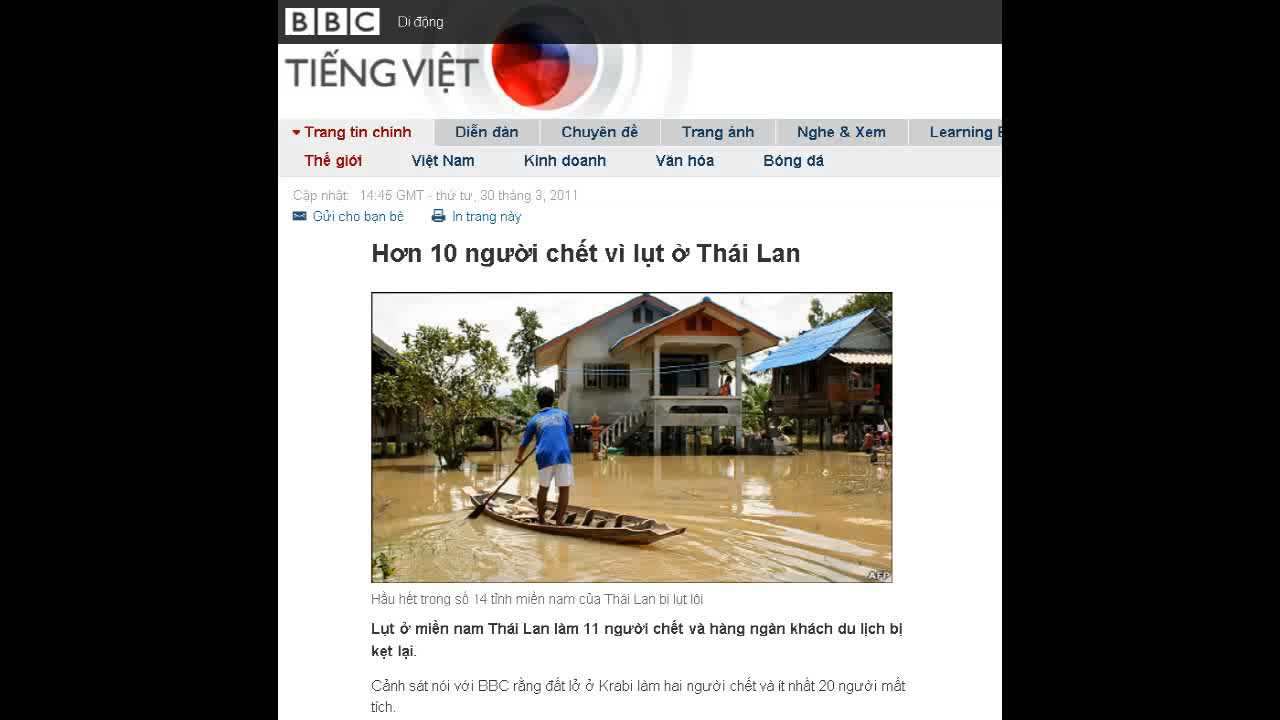 BBC Di động
TIẾNG VIỆT
Trang tin chính Diễn đàn Chuyên đề Trang ảnh Nghe & Xem Learning E
Thế giới Việt Nam Kinh doanh Văn hóa Bóng đá
Cập nhật: 14:45 GMT - thứ tư, 30 tháng 3, 2011
Gửi cho bạn bè In trang này
Hơn 10 người chết vì lụt ở Thái Lan
AFP
Hầu hết trong số 14 tỉnh miền nam của Thái Lan bị lụt lội
Lụt ở miền nam Thái Lan làm 11 người chết và hàng ngàn khách du lịch bị
kẹt lại.
Cảnh sát nói với BBC rằng đất lở ở Krabi làm hai người chết và ít nhất 20 người mất
tích.